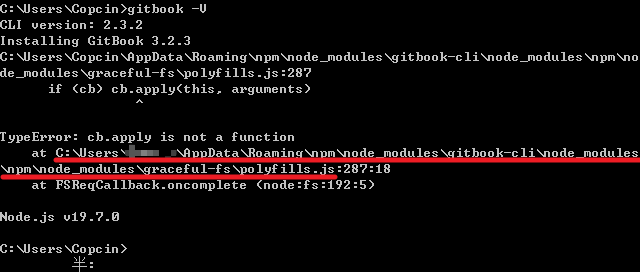 C:\Users\Copcin>gitbook -V
CLI version: 2.3.2
Installing GitBook 3.2.3
C:\Users\Copcin\AppData\Roaming\npm\node_modules\gitbook-cli\node_modules\npm\no
de_modules\graceful-fs\polyfills.js:287
      if (cb) cb.apply(this, arguments)
                 ^
TypeError: cb.apply is not a function
    at C:\Users\ \AppData\Roaming\npm\node_modules\gitbook-cli\node_modules
\npm\node_modules\graceful-fs\polyfills.js:287:18
    at FSReqCallback.oncomplete (node:fs:192:5)
Node.js v19.7.0
C:\Users\Copcin>
半: